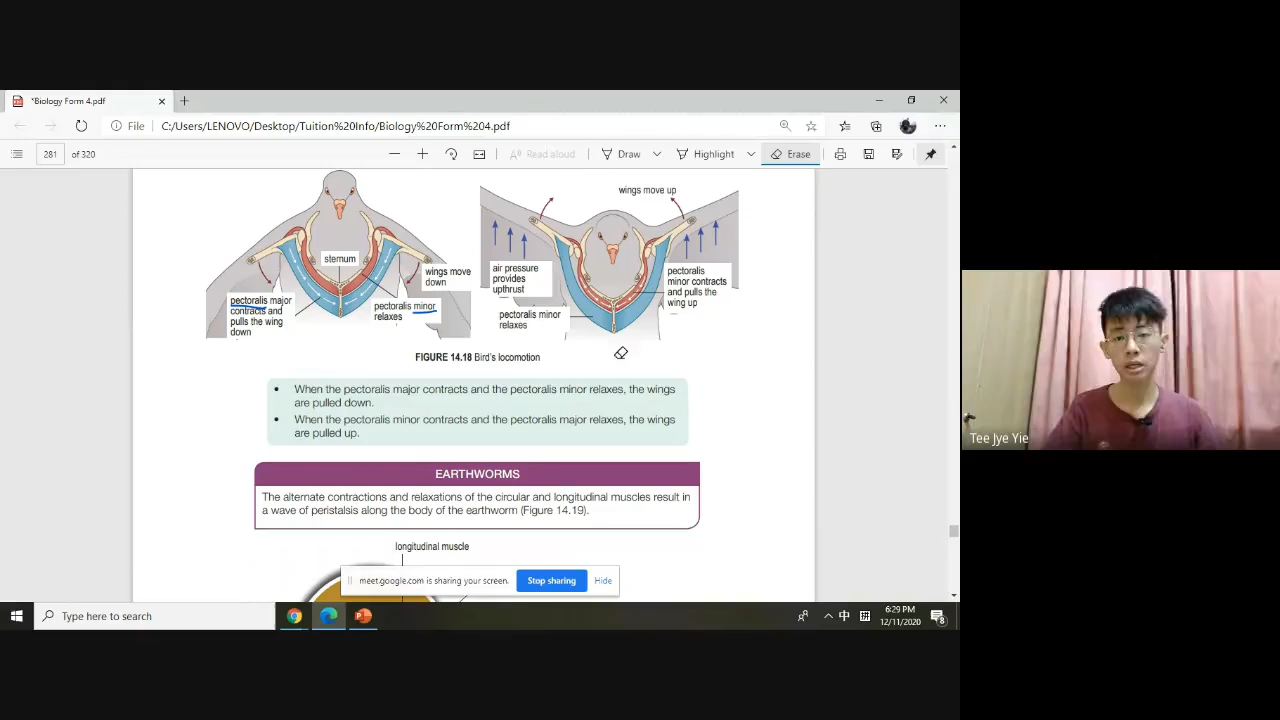 *Biology Form 4.pdf
File
C:/Users/LENOVO/Desktop/Tuition%20Info/Biology%20Form%204.pdf
281
of 320
Read aloud
Draw
Highlight
Erase
wings move up
sternum
wings move
down
pectoralis major
contracts and
pulls the wing
down
pectoralis minor
relaxes
air pressure
provides
upthrust
pectoralis
minor contracts
and pulls the
wing up
pectoralis minor
relaxes
FIGURE 14.18 Bird's locomotion
• When the pectoralis major contracts and the pectoralis minor relaxes, the wings
are pulled down.
• When the pectoralis minor contracts and the pectoralis major relaxes, the wings
are pulled up.
EARTHWORMS
The alternate contractions and relaxations of the circular and longitudinal muscles result in
a wave of peristalsis along the body of the earthworm (Figure 14.19).
longitudinal muscle
meet.google.com is sharing your screen.
Stop sharing
Hide
Type here to search
中
6:29 PM
12/11/2020
8
Tee Jye Yie